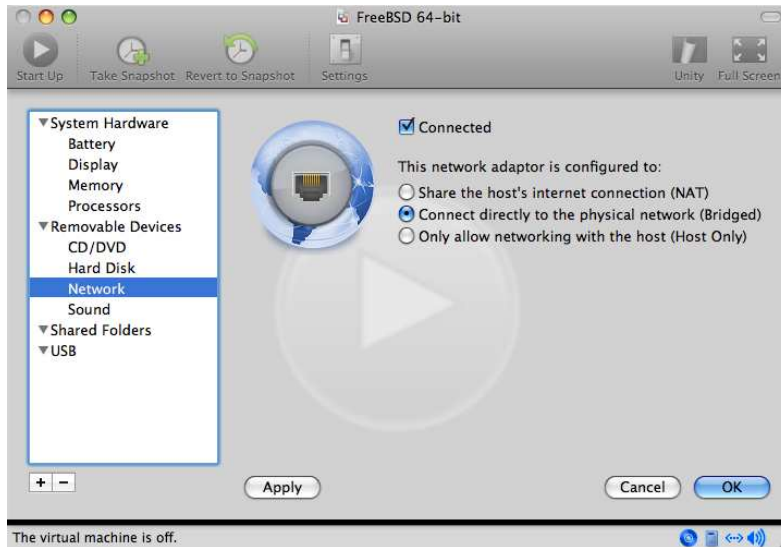 FreeBSD 64-bit
Start Up Take Snapshot Revert to Snapshot Settings Unity Full Screen
System Hardware
Battery
Display
Memory
Processors
Removable Devices
CD/DVD
Hard Disk
Network
Sound
Shared Folders
USB
Connected
This network adaptor is configured to:
Share the host's internet connection (NAT)
Connect directly to the physical network (Bridged)
Only allow networking with the host (Host Only)
+ −
Apply
Cancel
OK
The virtual machine is off.